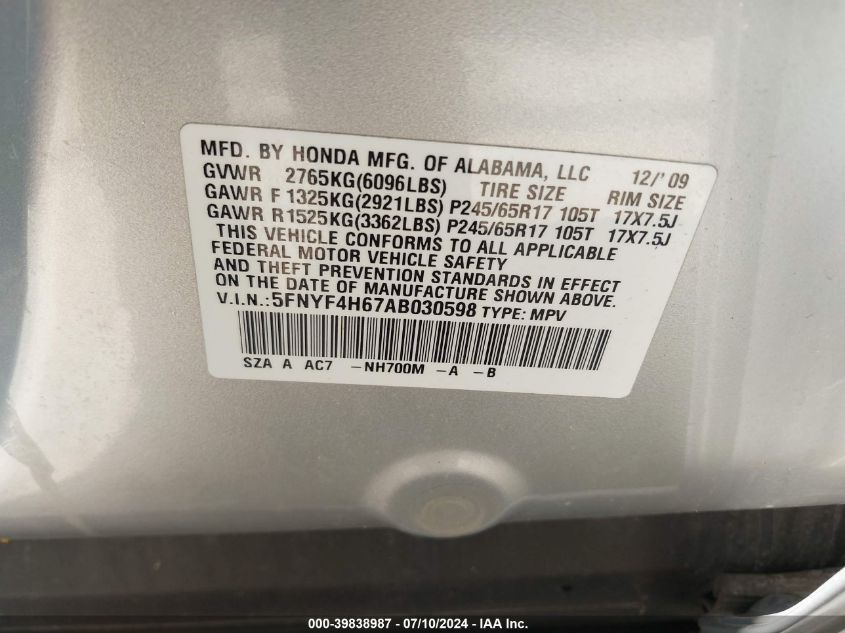 MFD. BY HONDA MFG. OF ALABAMA, LLC 12/'09
GVWR 2765KG(6096LBS) TIRE SIZE RIM SIZE
GAWR F 1325KG(2921LBS) P245/65R17 105T 17X7.5J
GAWR R1525KG(3362LBS) P245/65R17 105T 17X7.5J
THIS VEHICLE CONFORMS TO ALL APPLICABLE
FEDERAL MOTOR VEHICLE SAFETY
AND THEFT PREVENTION STANDARDS IN EFFECT
ON THE DATE OF MANUFACTURE SHOWN ABOVE.
V.I.N.:5FNYF4H67AB030598 TYPE: MPV
SZA A AC7 -NH700M -A -B
000-39838987 - 07/10/2024 - IAA, Inc.